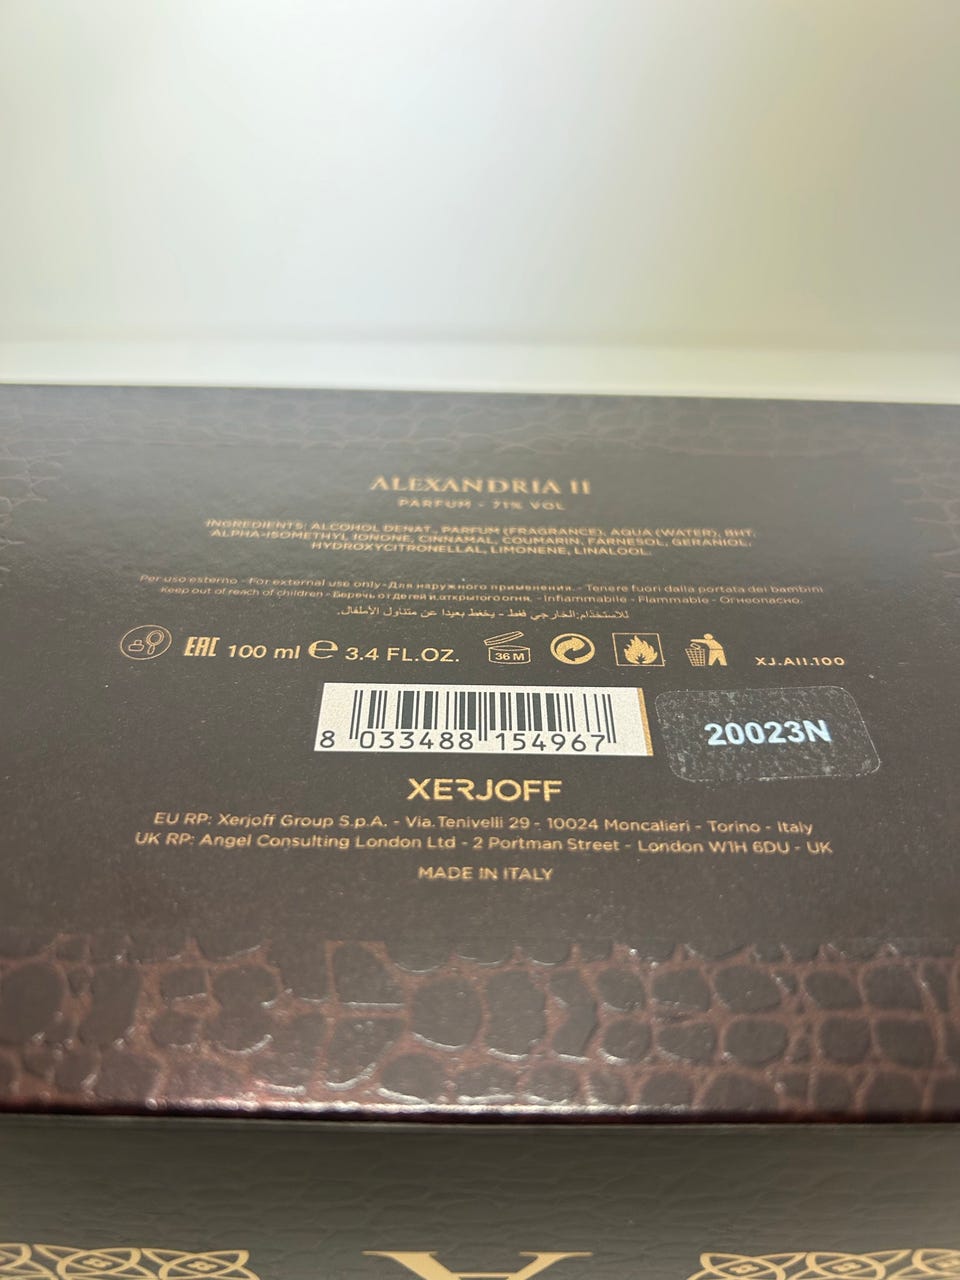 ALEXANDRIA II
PARFUM - 71% VOL
INGREDIENTS: ALCOHOL DENAT., PARFUM (FRAGRANCE), AQUA (WATER), BHT,
ALPHA-ISOMETHYL IONONE, CINNAMAL, COUMARIN, FARNESOL, GERANIOL,
HYDROXYCITRONELLAL, LIMONENE, LINALOOL.
Per uso esterno - For external use only - Для наружного применения. - Tenere fuori dalla portata dei bambini
Keep out of reach of children - Беречь от детей и открытого огня. - Infiammabile - Flammable - Огнеопасно.
للاستخدام الخارجي فقط - يحفظ بعيدا عن متناول الأطفال.
EAC 100 ml ℮ 3.4 FL.OZ. 36 M XJ.AII.100
8 033488 154967
20023N
XERJOFF
EU RP: Xerjoff Group S.p.A. - Via Tenivelli 29 - 10024 Moncalieri - Torino - Italy
UK RP: Angel Consulting London Ltd - 2 Portman Street - London W1H 6DU - UK
MADE IN ITALY